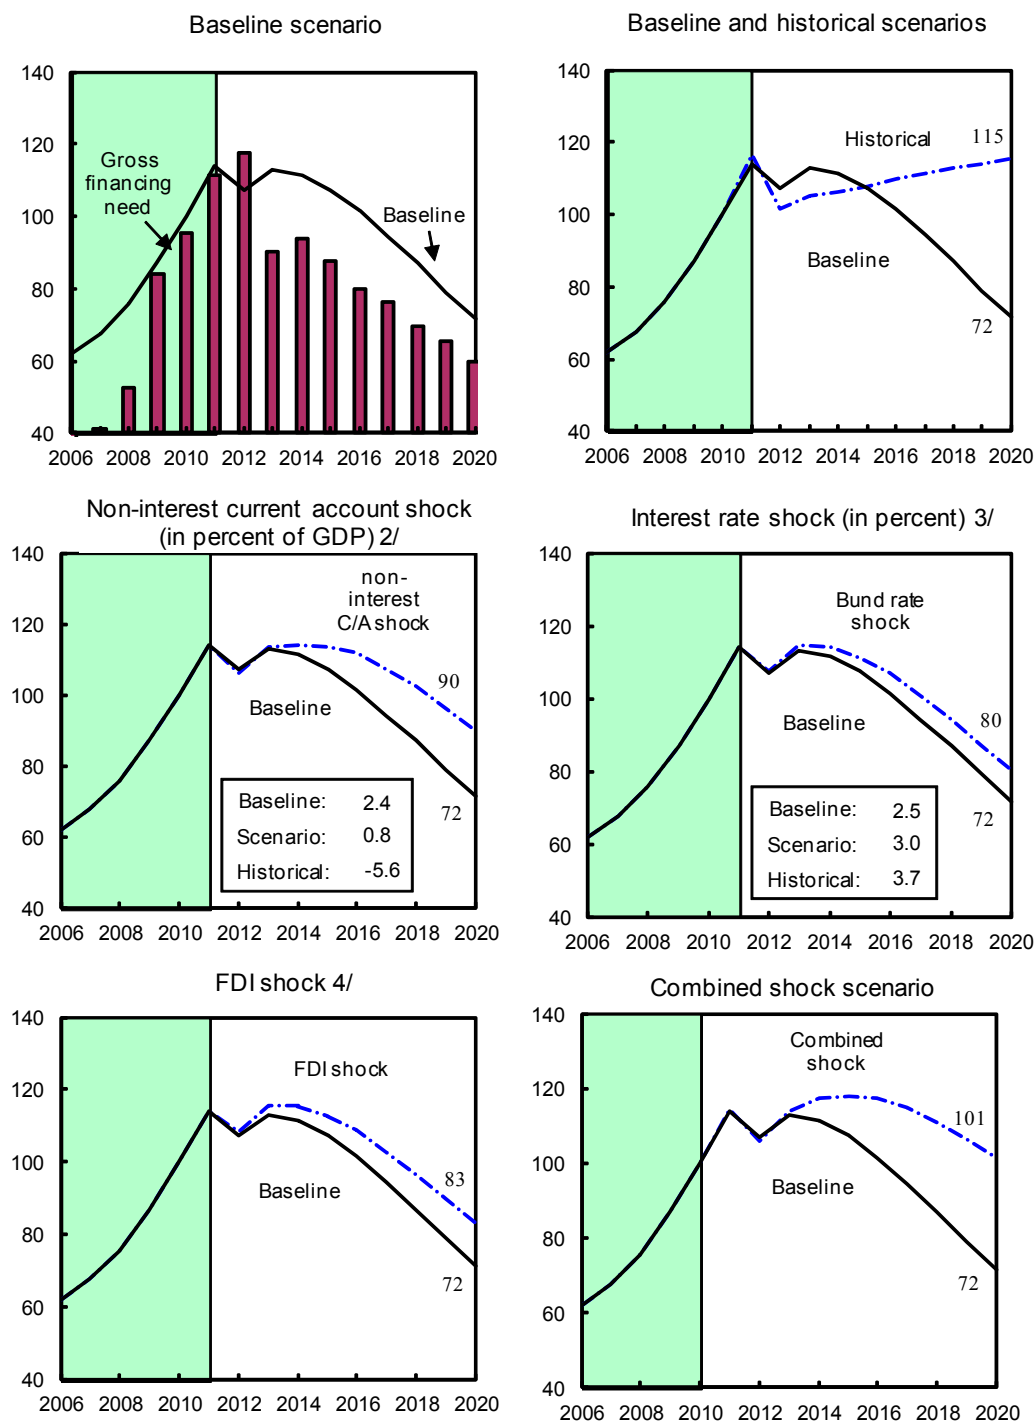 Baseline scenario
140
120
100
80
60
40
2006 2008 2010 2012 2014 2016 2018 2020
Gross
financing
need
Baseline
Baseline and historical scenarios
140
120
100
80
60
40
2006 2008 2010 2012 2014 2016 2018 2020
Historical
115
Baseline
72
Non-interest current account shock
(in percent of GDP) 2/
140
120
100
80
60
40
2006 2008 2010 2012 2014 2016 2018 2020
non-
interest
C/A shock
90
Baseline
72
Baseline: 2.4
Scenario: 0.8
Historical: -5.6
Interest rate shock (in percent) 3/
140
120
100
80
60
40
2006 2008 2010 2012 2014 2016 2018 2020
Bund rate
shock
80
Baseline
72
Baseline: 2.5
Scenario: 3.0
Historical: 3.7
FDI shock 4/
140
120
100
80
60
40
2006 2008 2010 2012 2014 2016 2018 2020
FDI shock
83
Baseline
72
Combined shock scenario
140
120
100
80
60
40
2006 2008 2010 2012 2014 2016 2018 2020
Combined
shock
101
Baseline
72